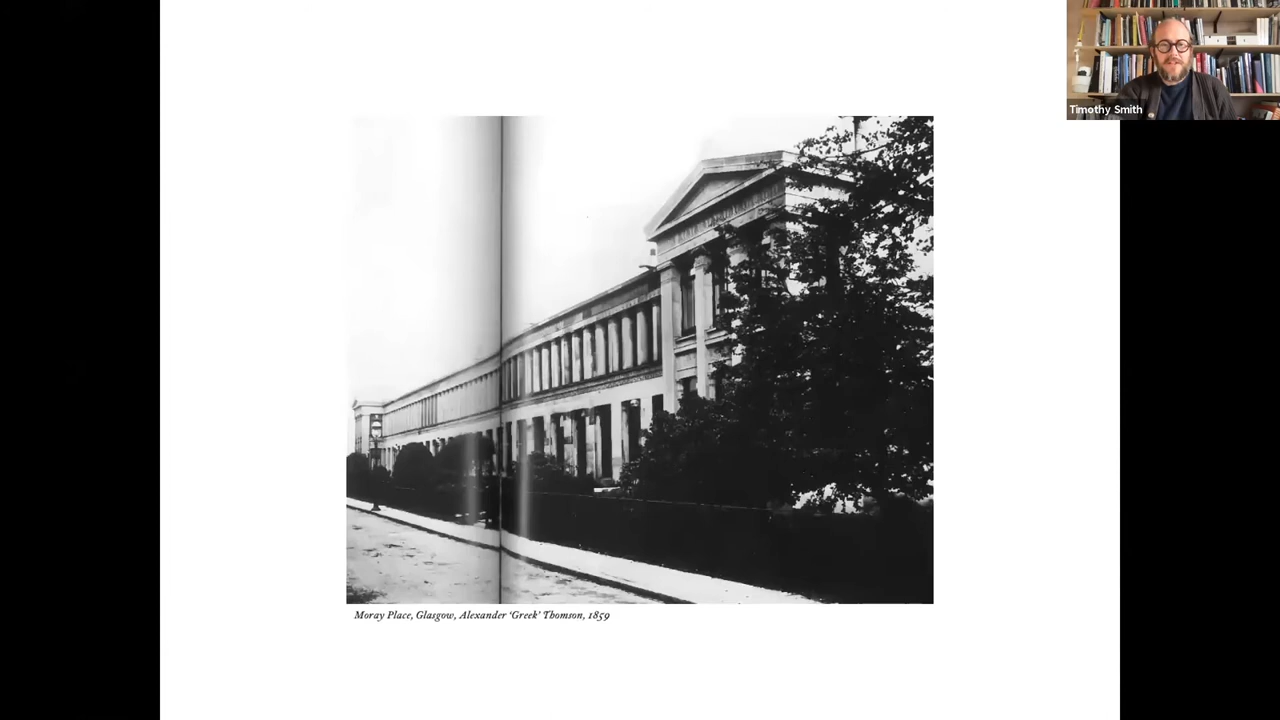 Timothy Smith
Moray Place, Glasgow, Alexander ‘Greek’ Thomson, 1859